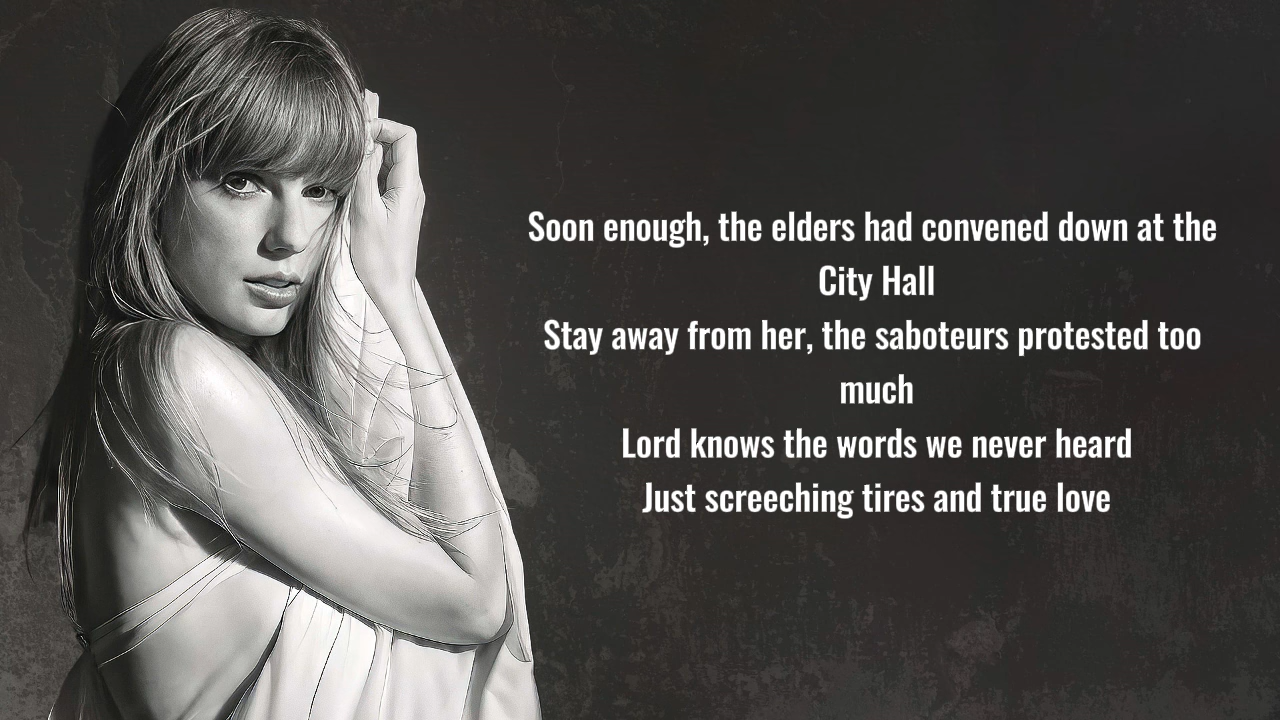 Soon enough, the elders had convened down at the
City Hall
Stay away from her, the saboteurs protested too
much
Lord knows the words we never heard
Just screeching tires and true love